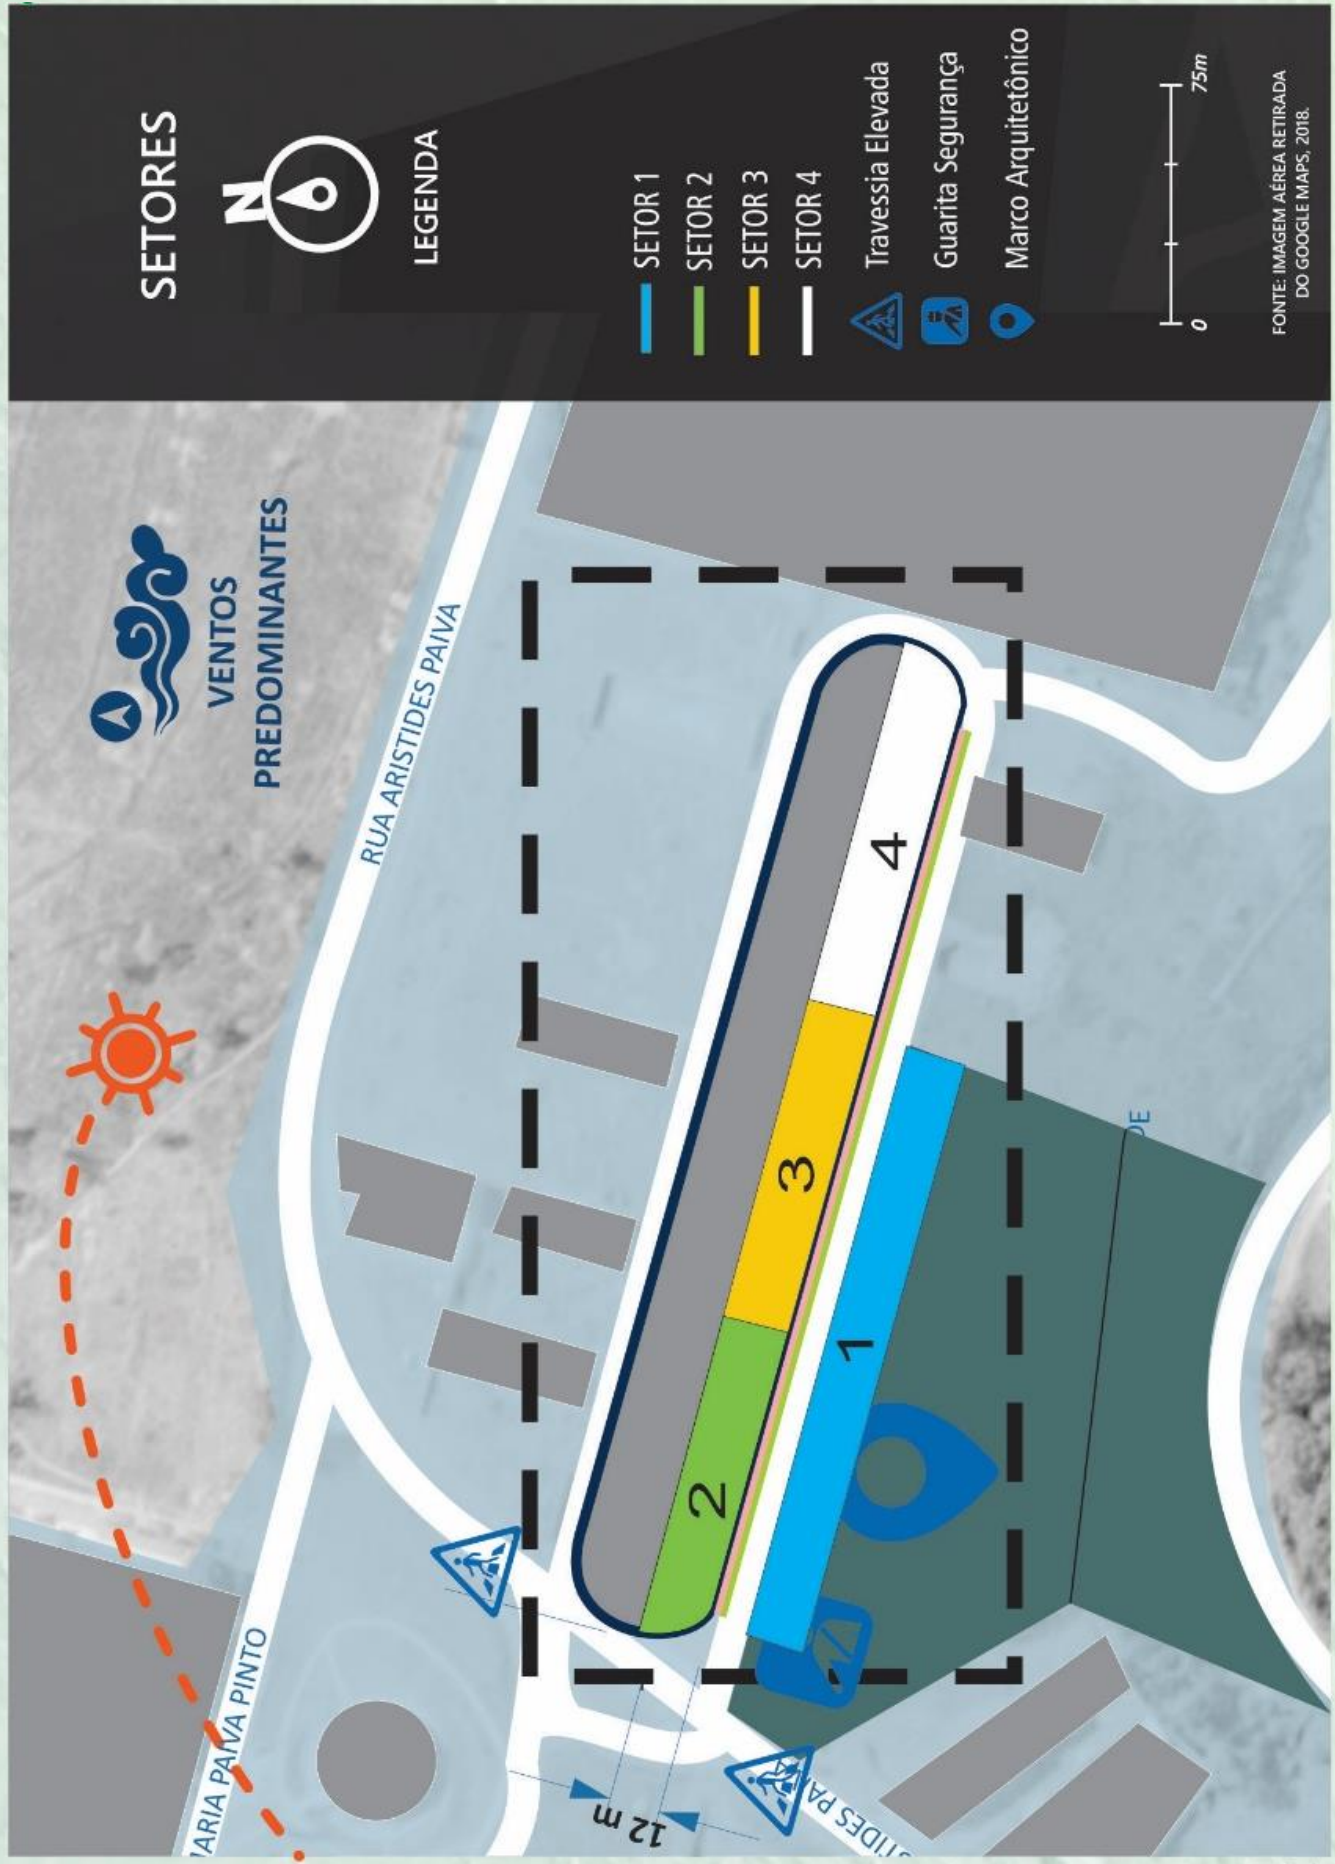 SETORES
N
LEGENDA
SETOR 1
SETOR 2
SETOR 3
SETOR 4
Travessia Elevada
Guarita Segurança
Marco Arquitetônico
0
75m
FONTE: IMAGEM AÉREA RETIRADA
DO GOOGLE MAPS, 2018.
VENTOS
PREDOMINANTES
RUA ARISTIDES PAIVA
4
3
2
1
DE
ARIA PAIVA PINTO
12 m